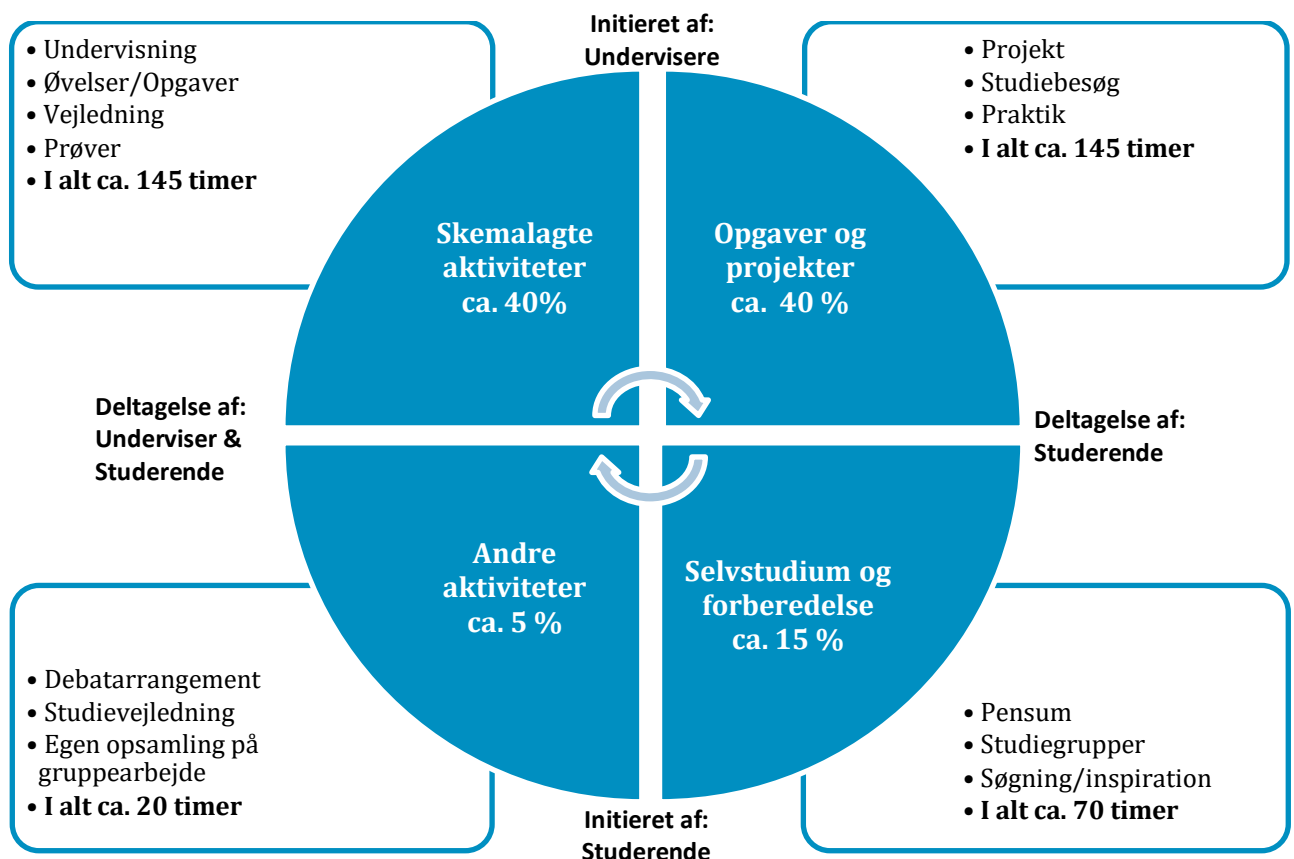 Initieret af:
Undervisere
• Undervisning
• Øvelser/Opgaver
• Vejledning
• Prøver
• I alt ca. 145 timer
• Projekt
• Studiebesøg
• Praktik
• I alt ca. 145 timer
Skemalagte
aktiviteter
ca. 40%
Opgaver og
projekter
ca. 40 %
Deltagelse af:
Underviser &
Studerende
Deltagelse af:
Studerende
Andre
aktiviteter
ca. 5 %
Selvstudium og
forberedelse
ca. 15 %
• Debatarrangement
• Studievejledning
• Egen opsamling på
gruppearbejde
• I alt ca. 20 timer
• Pensum
• Studiegrupper
• Søgning/inspiration
• I alt ca. 70 timer
Initieret af:
Studerende